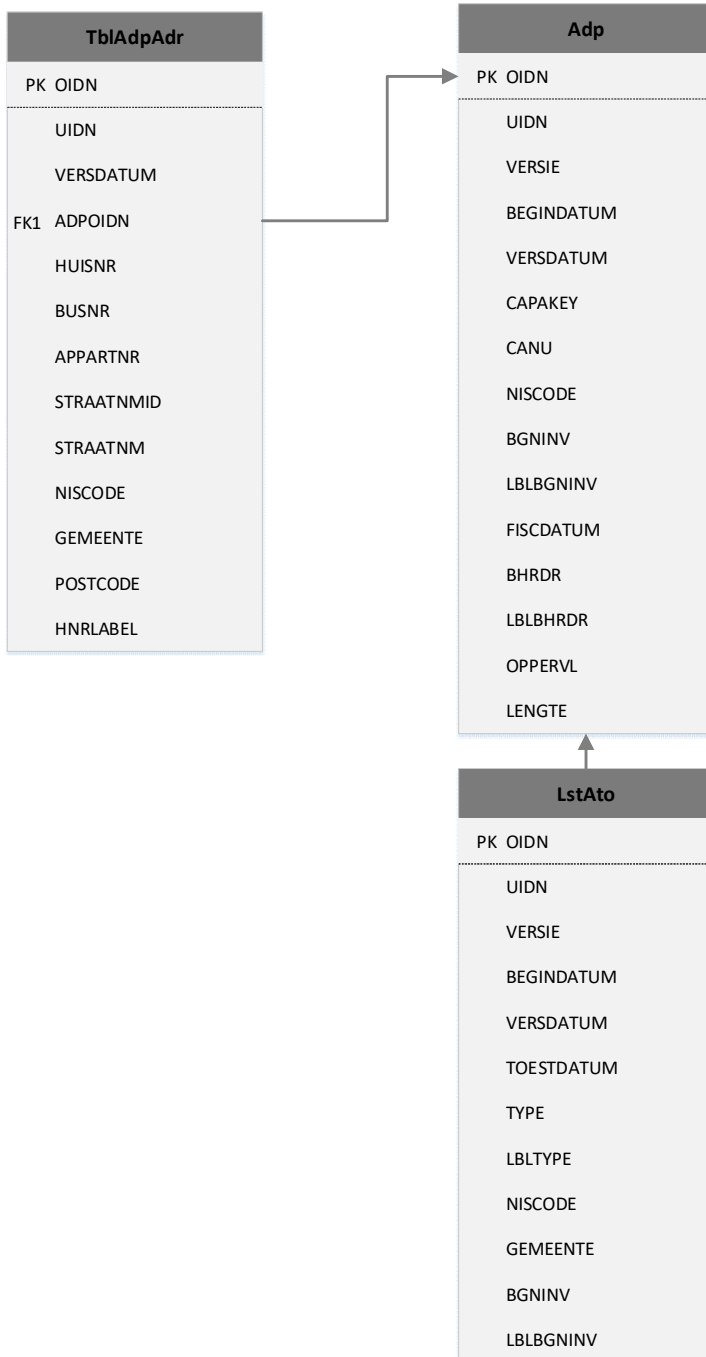 TblAdpAdr
PK OIDN
UIDN
VERSDATUM
FK1 ADPOIDN
HUISNR
BUSNR
APPARTNR
STRAATNMID
STRAATNM
NISCODE
GEMEENTE
POSTCODE
HNRLABEL
Adp
PK OIDN
UIDN
VERSIE
BEGINDATUM
VERSDATUM
CAPAKEY
CANU
NISCODE
BGNINV
LBLBGNINV
FISCDATUM
BHRDR
LBLBHRDR
OPPERVL
LENGTE
LstAto
PK OIDN
UIDN
VERSIE
BEGINDATUM
VERSDATUM
TOESTDATUM
TYPE
LBLTYPE
NISCODE
GEMEENTE
BGNINV
LBLBGNINV